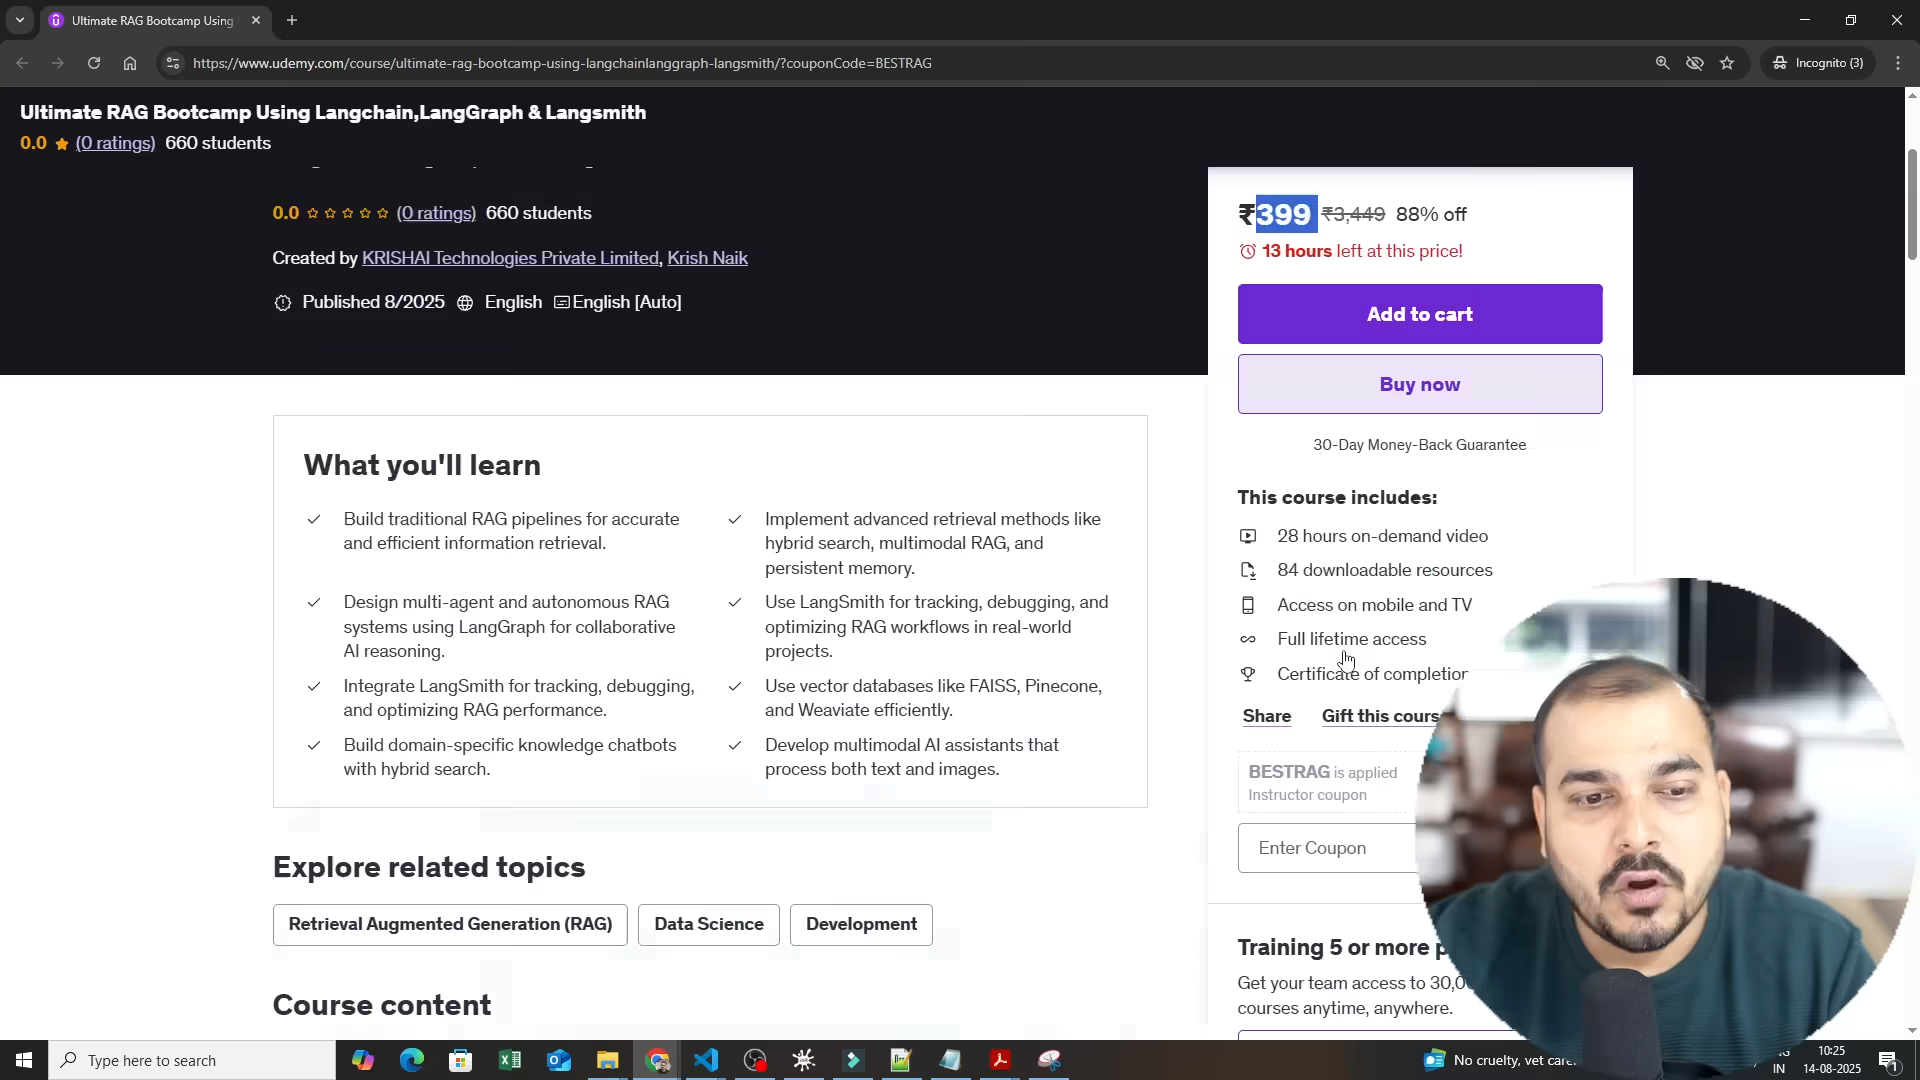 Ultimate RAG Bootcamp Using
https://www.udemy.com/course/ultimate-rag-bootcamp-using-langchainlanggraph-langsmith/?couponCode=BESTRAG
Incognito (3)
Ultimate RAG Bootcamp Using Langchain,LangGraph & Langsmith
0.0 (0 ratings) 660 students
0.0 (0 ratings) 660 students
Created by KRISHAI Technologies Private Limited, Krish Naik
Published 8/2025 English English [Auto]
₹399 ₹3,449 88% off
13 hours left at this price!
Add to cart
Buy now
30-Day Money-Back Guarantee
This course includes:
28 hours on-demand video
84 downloadable resources
Access on mobile and TV
Full lifetime access
Certificate of completion
Share Gift this cours
BESTRAG is applied
Instructor coupon
Enter Coupon
Training 5 or more p
Get your team access to 30,00
courses anytime, anywhere.
What you'll learn
Build traditional RAG pipelines for accurate
and efficient information retrieval.
Implement advanced retrieval methods like
hybrid search, multimodal RAG, and
persistent memory.
Design multi-agent and autonomous RAG
systems using LangGraph for collaborative
AI reasoning.
Use LangSmith for tracking, debugging, and
optimizing RAG workflows in real-world
projects.
Integrate LangSmith for tracking, debugging,
and optimizing RAG performance.
Use vector databases like FAISS, Pinecone,
and Weaviate efficiently.
Build domain-specific knowledge chatbots
with hybrid search.
Develop multimodal AI assistants that
process both text and images.
Explore related topics
Retrieval Augmented Generation (RAG) Data Science Development
Course content
Type here to search
No cruelty, vet care
IN
10:25
14-08-2025
1